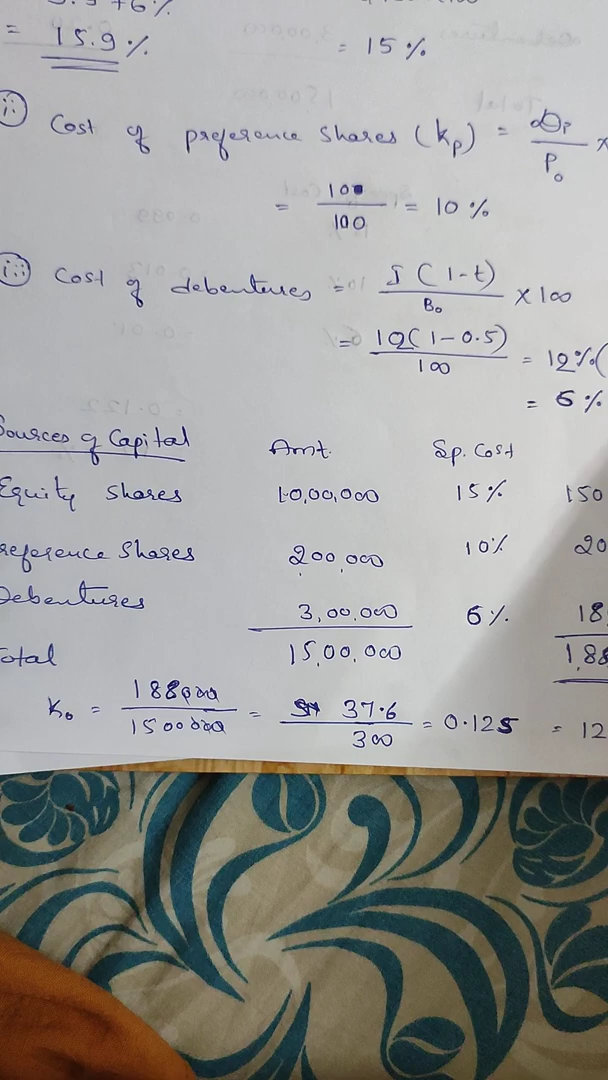 +6%
= 15.9%
= 15%
ii) Cost of preference shares (Kp) = Dp/P₀ ×
= 10/100 = 10%
iii) Cost of debentures = I(1-t)/B₀ × 100
= 12(1-0.5)/100 = 12%(
= 6%
Sources of Capital Amt. Sp. Cost
Equity Shares 10,00,000 15% 150
reference Shares 200,000 10% 20
Debentures 3,00,000 6% 18
Total 15,00,000 1,88
K₀ = 188000/1500000 = 37.6/300 = 0.125 = 12